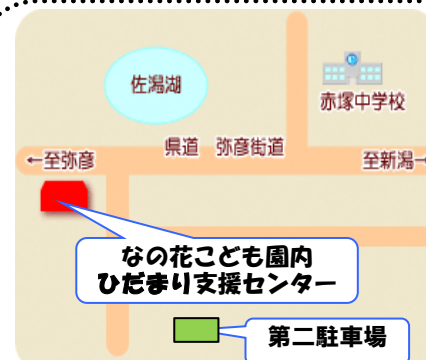 佐潟湖
赤塚中学校
県道 弥彦街道
←至弥彦
至新潟→
なの花こども園内
ひだまり支援センター
第二駐車場